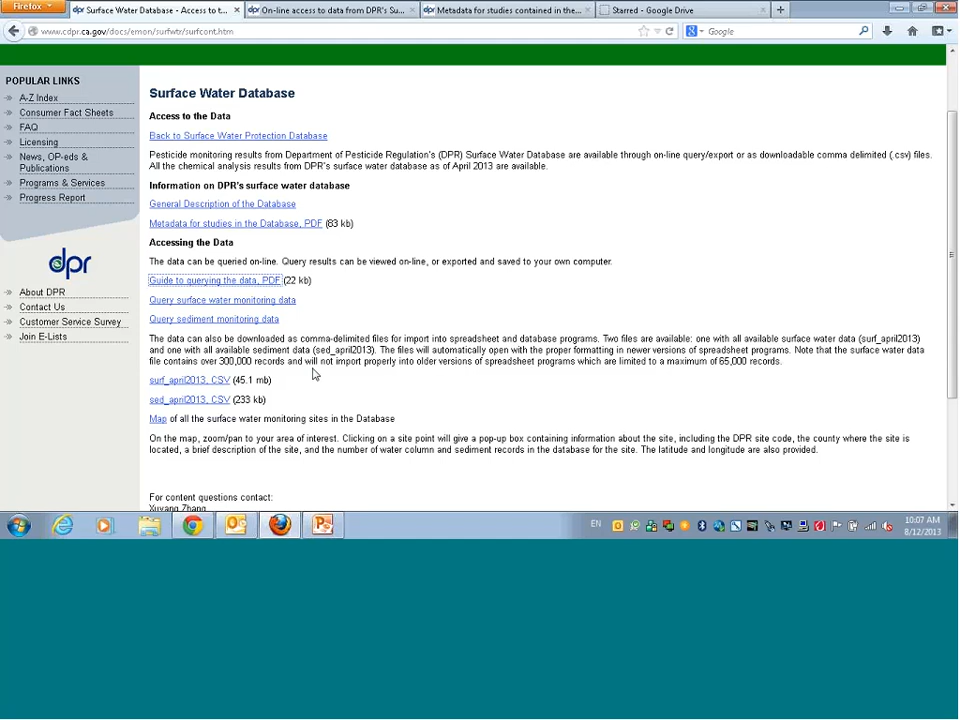 Firefox
Surface Water Database - Access to t...
On-line access to data from DPR's Su...
Metadata for studies contained in the...
Starred - Google Drive
www.cdpr.ca.gov/docs/emon/surfwtr/surfcont.htm
Google
POPULAR LINKS
A-Z Index
Consumer Fact Sheets
FAQ
Licensing
News, OP-eds &
Publications
Programs & Services
Progress Report
dpr
About DPR
Contact Us
Customer Service Survey
Join E-Lists
Surface Water Database
Access to the Data
Back to Surface Water Protection Database
Pesticide monitoring results from Department of Pesticide Regulation's (DPR) Surface Water Database are available through on-line query/export or as downloadable comma delimited (.csv) files.
All the chemical analysis results from DPR's surface water database as of April 2013 are available.
Information on DPR's surface water database
General Description of the Database
Metadata for studies in the Database, PDF (83 kb)
Accessing the Data
The data can be queried on-line. Query results can be viewed on-line, or exported and saved to your own computer.
Guide to querying the data, PDF (22 kb)
Query surface water monitoring data
Query sediment monitoring data
The data can also be downloaded as comma-delimited files for import into spreadsheet and database programs. Two files are available: one with all available surface water data (surf_april2013)
and one with all available sediment data (sed_april2013). The files will automatically open with the proper formatting in newer versions of spreadsheet programs. Note that the surface water data
file contains over 300,000 records and will not import properly into older versions of spreadsheet programs which are limited to a maximum of 65,000 records.
surf_april2013, CSV (45.1 mb)
sed_april2013, CSV (233 kb)
Map of all the surface water monitoring sites in the Database
On the map, zoom/pan to your area of interest. Clicking on a site point will give a pop-up box containing information about the site, including the DPR site code, the county where the site is
located, a brief description of the site, and the number of water column and sediment records in the database for the site. The latitude and longitude are also provided.
For content questions contact:
Xuyang Zhang
EN
10:07 AM
8/12/2013